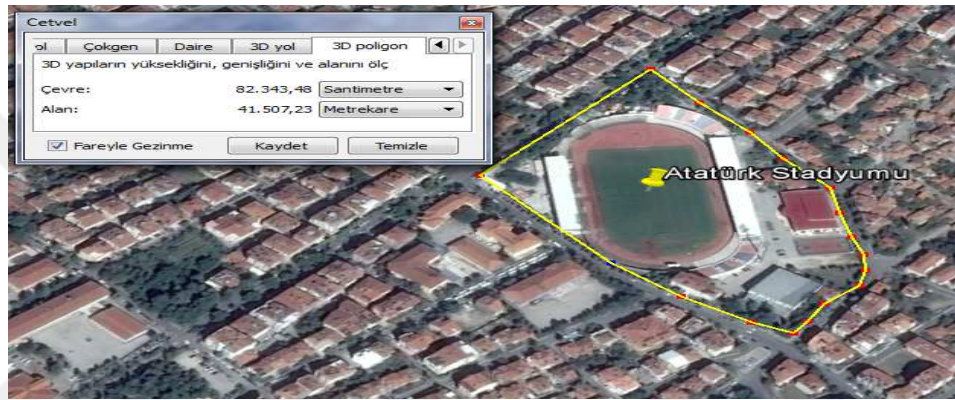 Cetvel
ol Çokgen Daire 3D yol 3D poligon
3D yapıların yüksekliğini, genişliğini ve alanını ölç
Çevre: 82.343,48 Santimetre
Alan: 41.507,23 Metrekare
Fareyle Gezinme Kaydet Temizle
Atatürk Stadyumu